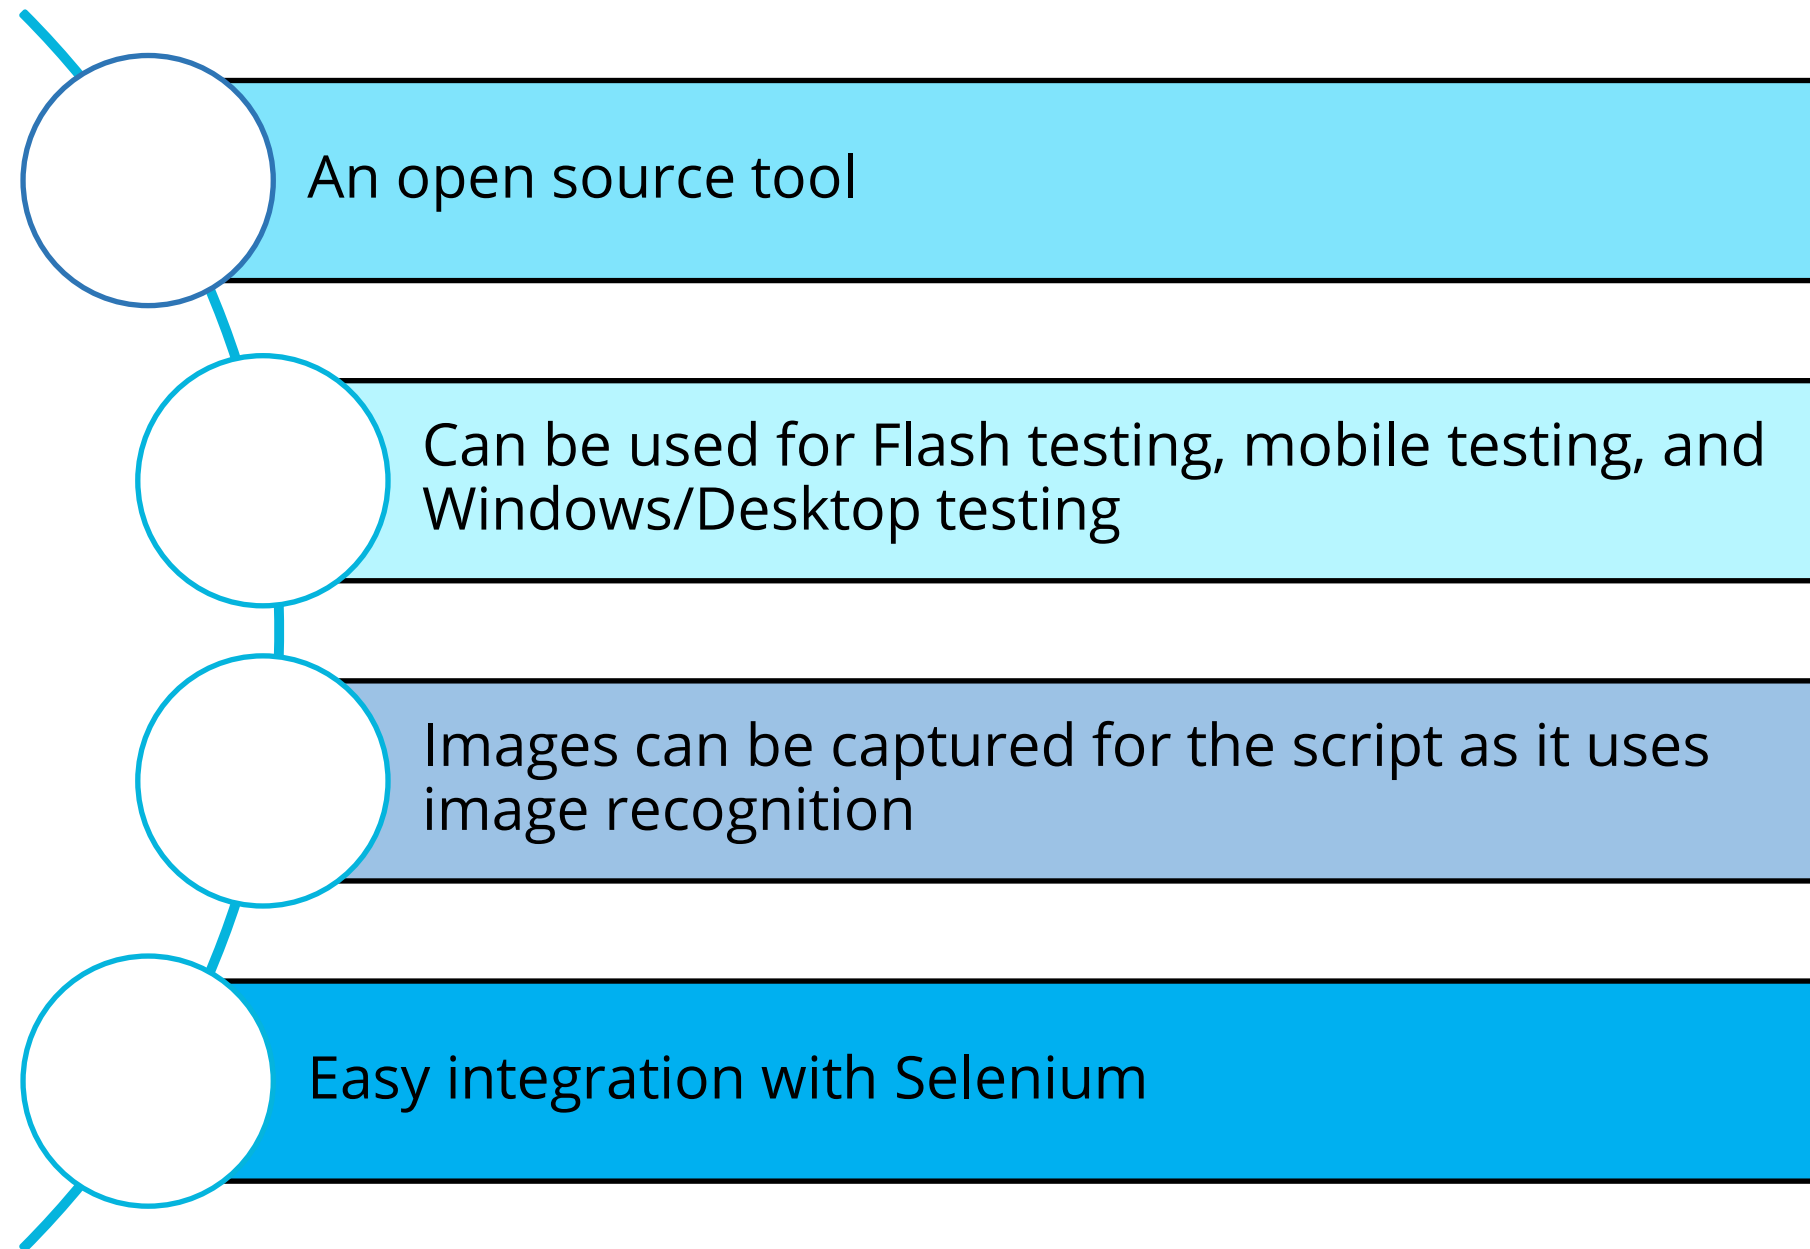 An open source tool
Can be used for Flash testing, mobile testing, and
Windows/Desktop testing
Images can be captured for the script as it uses
image recognition
Easy integration with Selenium